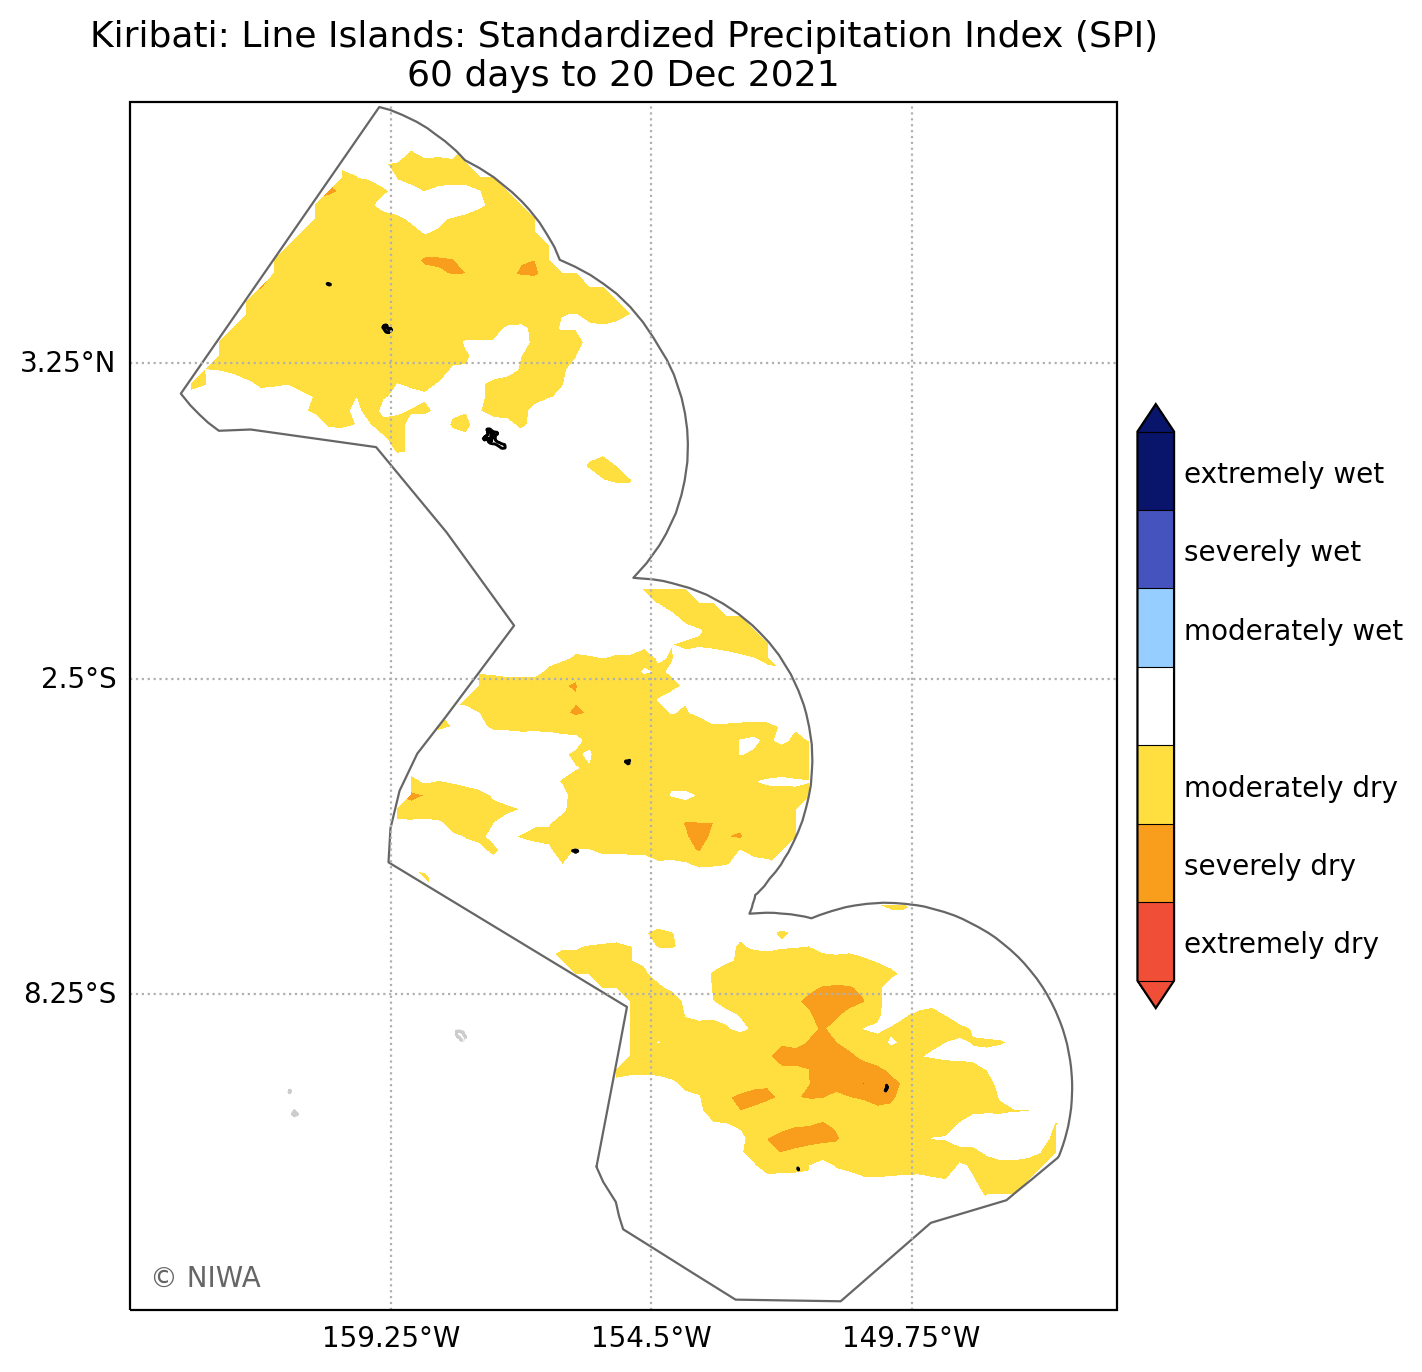 Kiribati: Line Islands: Standardized Precipitation Index (SPI)
60 days to 20 Dec 2021
3.25°N
2.5°S
8.25°S
159.25°W
154.5°W
149.75°W
extremely wet
severely wet
moderately wet
moderately dry
severely dry
extremely dry
© NIWA